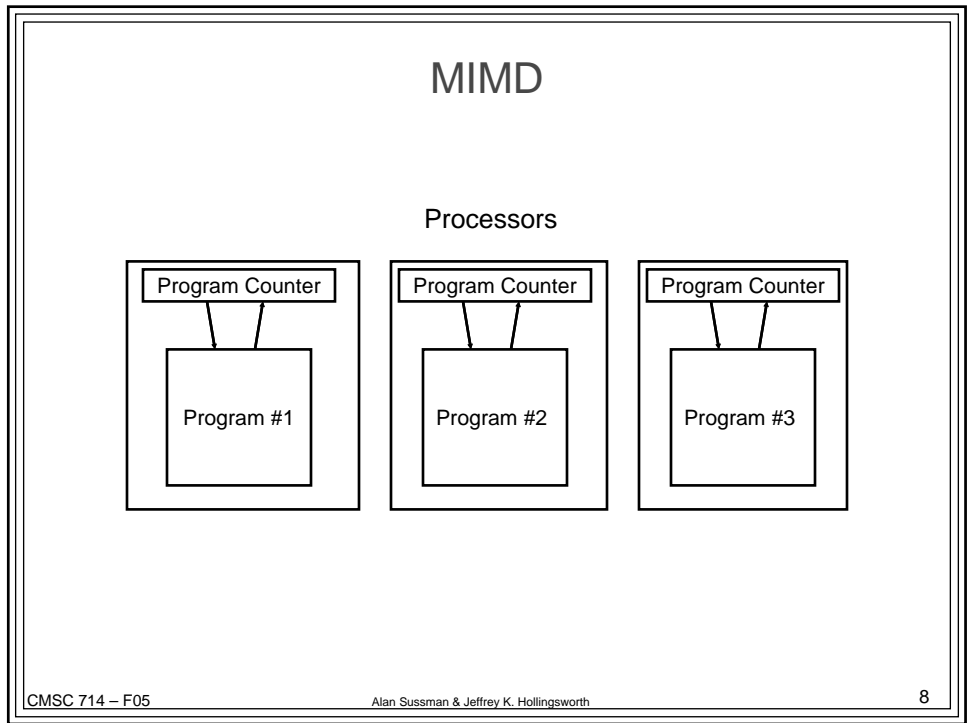 MIMD
Processors
Program Counter Program Counter Program Counter
Program #1 Program #2 Program #3
CMSC 714 – F05 Alan Sussman & Jeffrey K. Hollingsworth 8